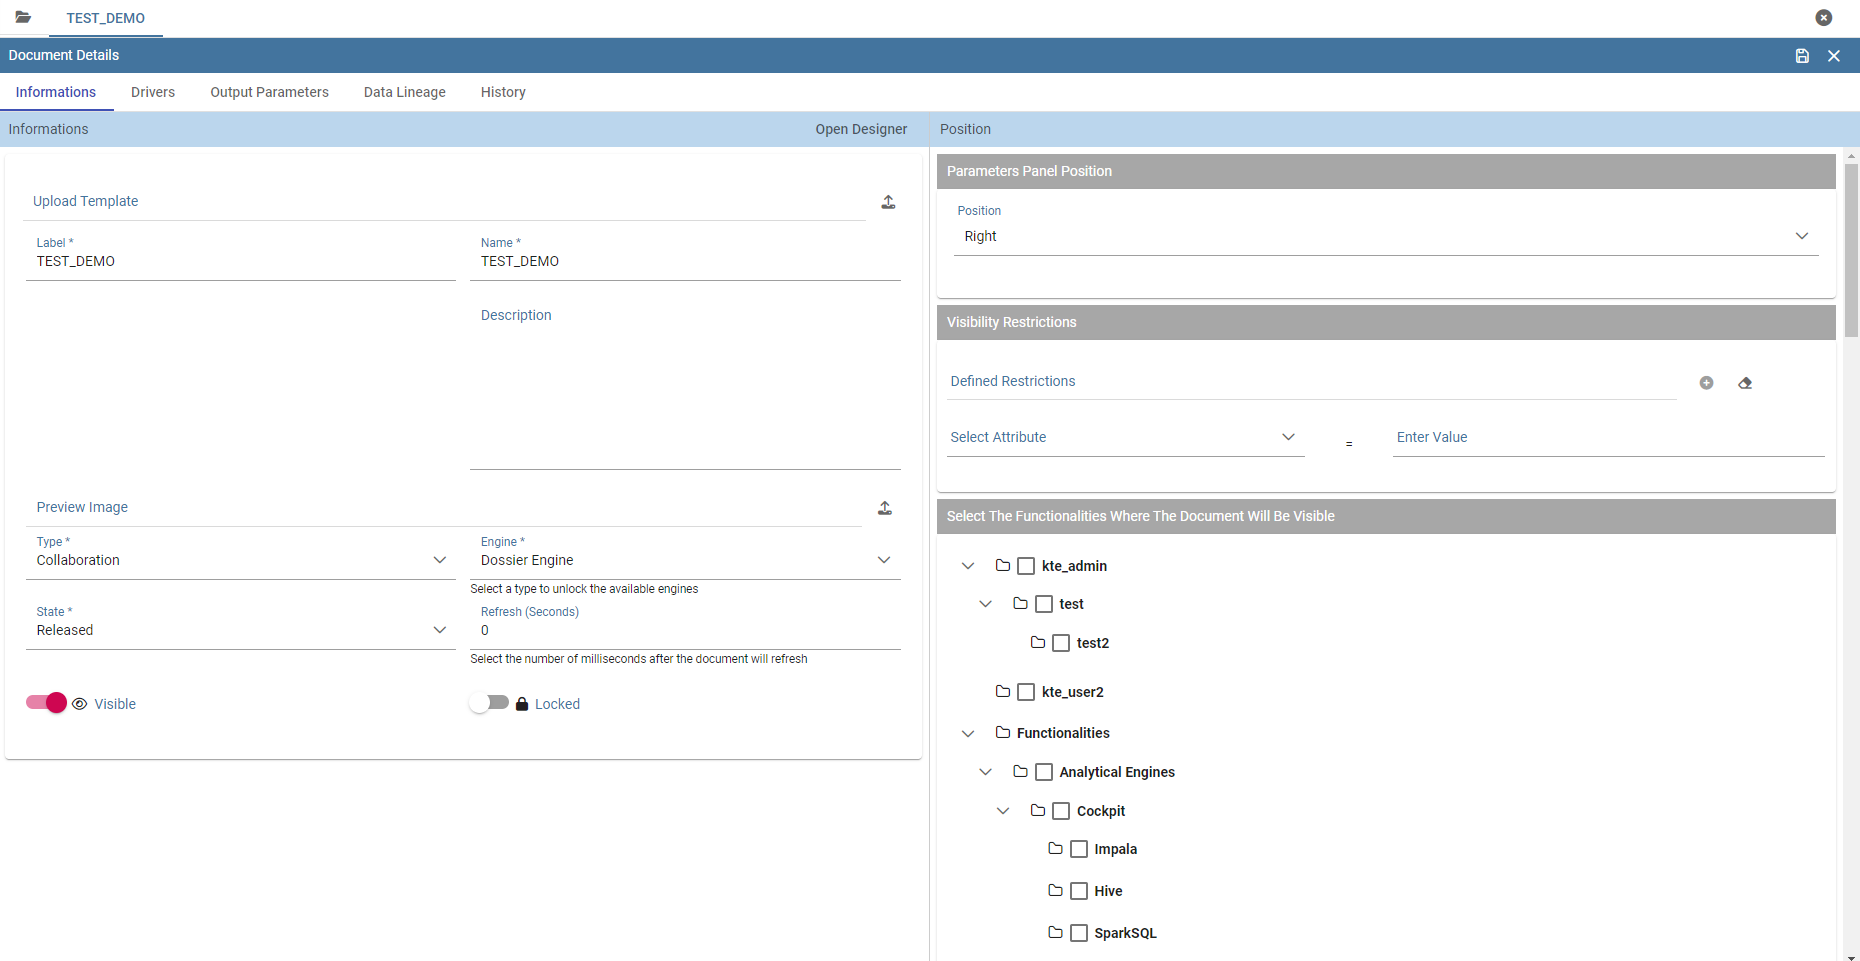 TEST_DEMO
Document Details
Informations Drivers Output Parameters Data Lineage History
Informations Open Designer Position
Upload Template
Label *
TEST_DEMO
Name *
TEST_DEMO
Description
Preview Image
Type *
Collaboration
Engine *
Dossier Engine
Select a type to unlock the available engines
State *
Released
Refresh (Seconds)
0
Select the number of milliseconds after the document will refresh
Visible
Locked
Parameters Panel Position
Position
Right
Visibility Restrictions
Defined Restrictions
Select Attribute = Enter Value
Select The Functionalities Where The Document Will Be Visible
kte_admin
test
test2
kte_user2
Functionalities
Analytical Engines
Cockpit
Impala
Hive
SparkSQL